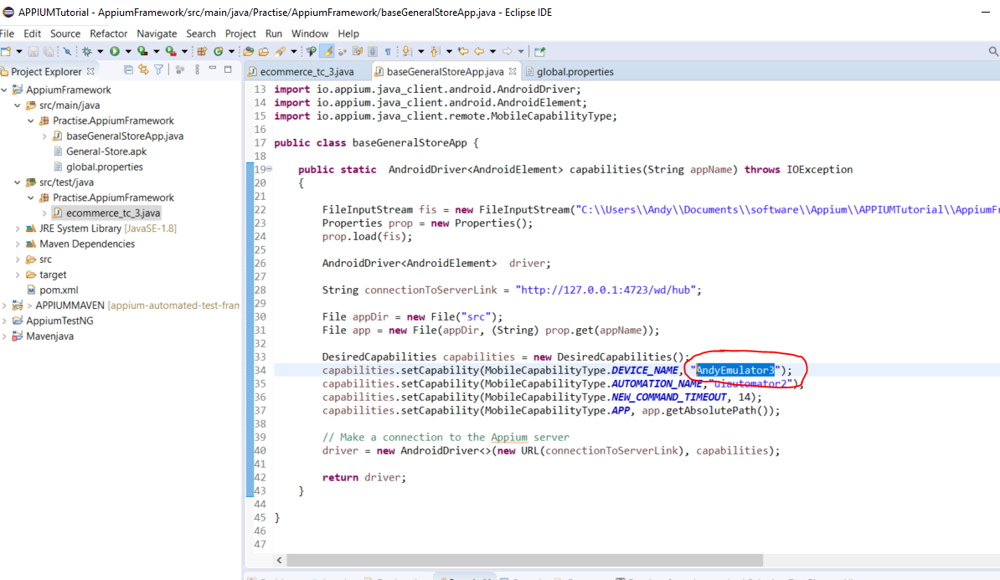 APPIUMTutorial - AppiumFramework/src/main/java/Practise/AppiumFramework/baseGeneralStoreApp.java - Eclipse IDE
File Edit Source Refactor Navigate Search Project Run Window Help
Project Explorer
AppiumFramework
src/main/java
Practise.AppiumFramework
baseGeneralStoreApp.java
General-Store.apk
global.properties
src/test/java
Practise.AppiumFramework
ecommerce_tc_3.java
JRE System Library [JavaSE-1.8]
Maven Dependencies
src
target
pom.xml
> APPIUMMAVEN [appium-automated-test-fram
AppiumTestNG
Mavenjava
ecommerce_tc_3.java baseGeneralStoreApp.java global.properties
13 import io.appium.java_client.android.AndroidDriver;
14 import io.appium.java_client.android.AndroidElement;
15 import io.appium.java_client.remote.MobileCapabilityType;
16
17 public class baseGeneralStoreApp {
18
19 public static AndroidDriver<AndroidElement> capabilities(String appName) throws IOException
20 {
21
22 FileInputStream fis = new FileInputStream("C:\\Users\\Andy\\Documents\\software\\Appium\\APPIUMTutorial\\AppiumFr
23 Properties prop = new Properties();
24 prop.load(fis);
25
26 AndroidDriver<AndroidElement> driver;
27
28 String connectionToServerLink = "http://127.0.0.1:4723/wd/hub";
29
30 File appDir = new File("src");
31 File app = new File(appDir, (String) prop.get(appName));
32
33 DesiredCapabilities capabilities = new DesiredCapabilities();
34 capabilities.setCapability(MobileCapabilityType.DEVICE_NAME, "AndyEmulator3");
35 capabilities.setCapability(MobileCapabilityType.AUTOMATION_NAME,"uiautomator2");
36 capabilities.setCapability(MobileCapabilityType.NEW_COMMAND_TIMEOUT, 14);
37 capabilities.setCapability(MobileCapabilityType.APP, app.getAbsolutePath());
38
39 // Make a connection to the Appium server
40 driver = new AndroidDriver<>(new URL(connectionToServerLink), capabilities);
41
42 return driver;
43 }
44
45 }
46
47